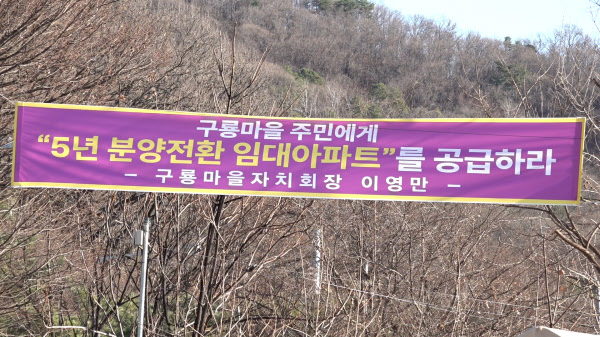 구룡마을 주민에게
“5년 분양전환 임대아파트”를 공급하라
– 구룡마을자치회장 이영만 –